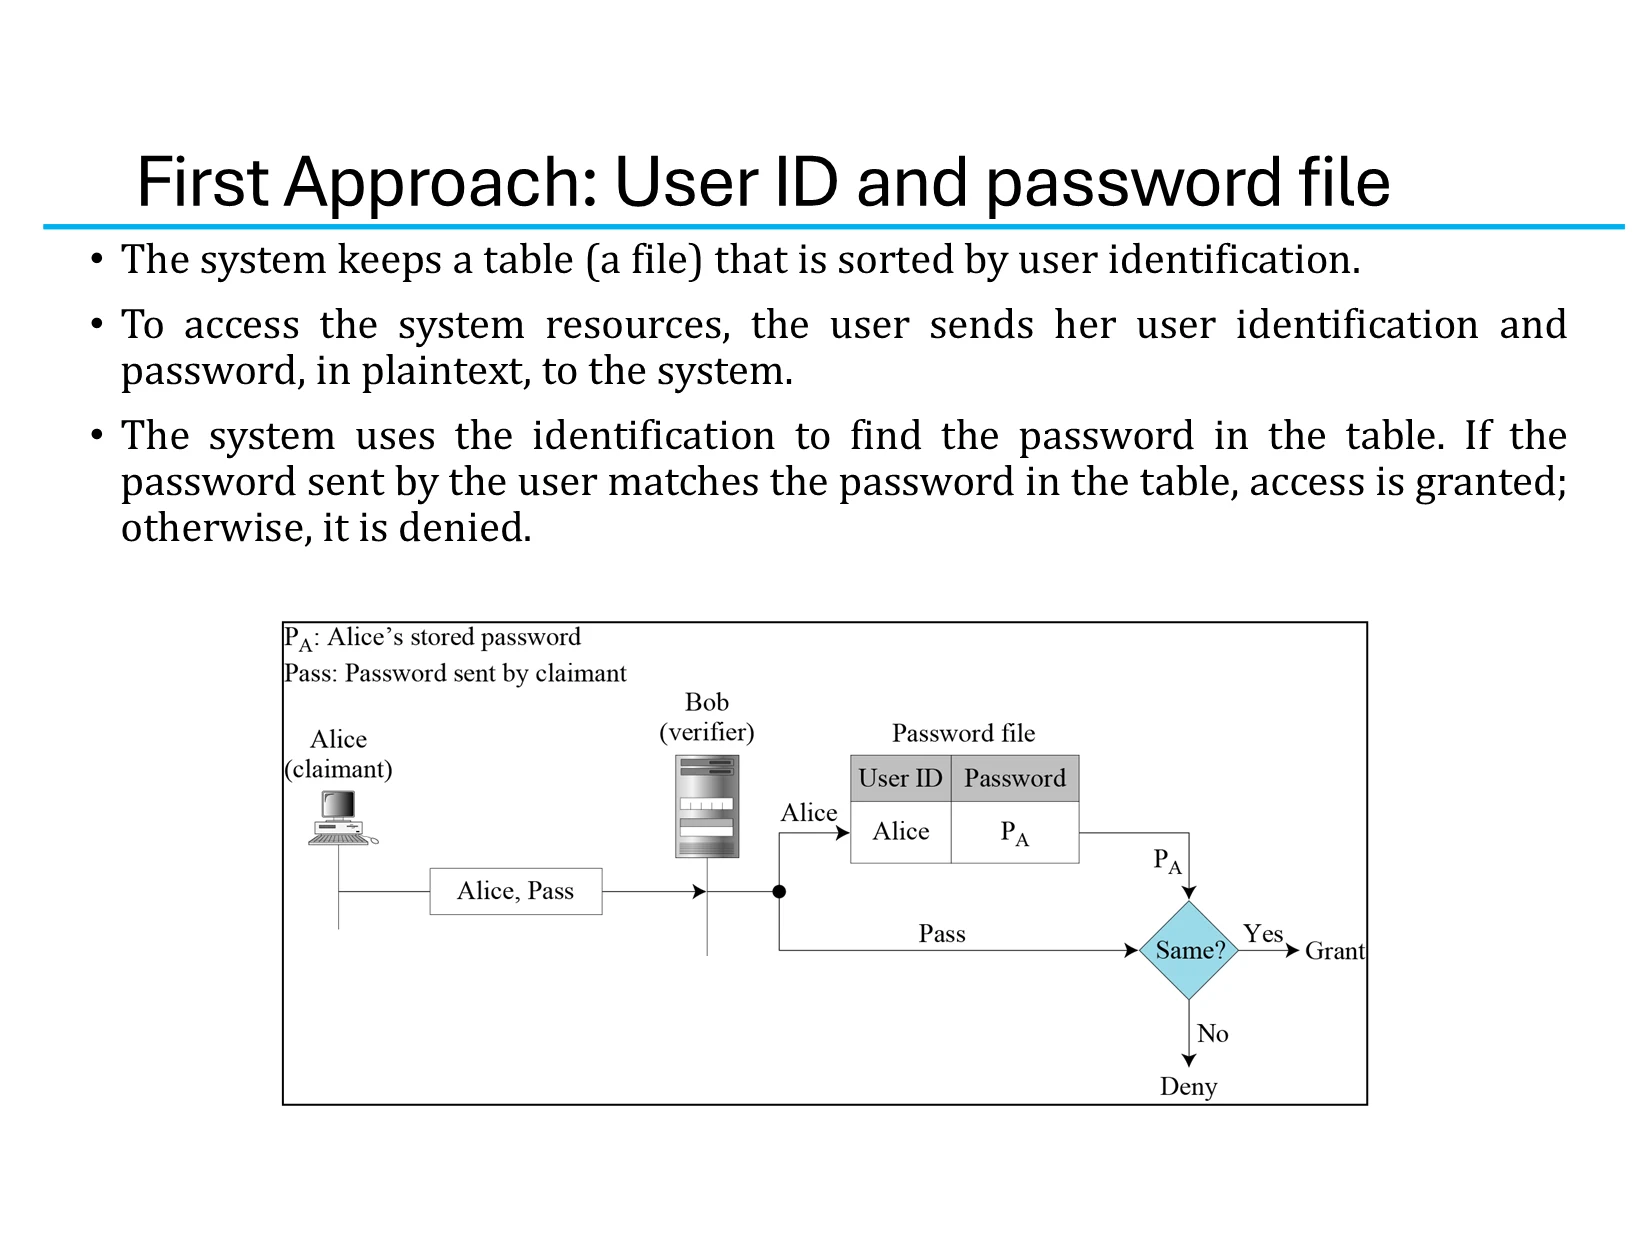 First Approach: User ID and password file
• The system keeps a table (a file) that is sorted by user identification.
• To access the system resources, the user sends her user identification and
password, in plaintext, to the system.
• The system uses the identification to find the password in the table. If the
password sent by the user matches the password in the table, access is granted;
otherwise, it is denied.
P_A: Alice’s stored password
Pass: Password sent by claimant
Bob
(verifier)
Alice
(claimant)
Password file
User ID Password
Alice
Alice P_A
P_A
Alice, Pass
Pass
Same?
Yes
Grant
No
Deny